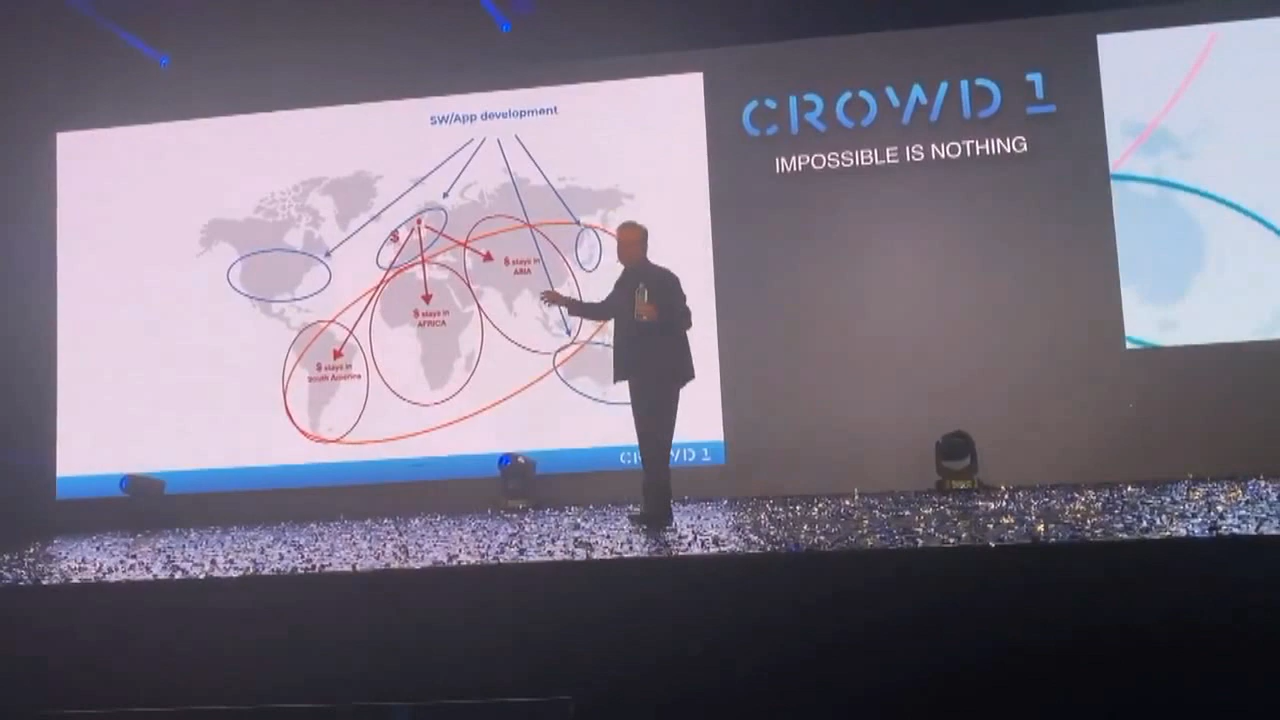 SW/App development
CROWD 1
IMPOSSIBLE IS NOTHING
$
$ stays in
ASIA
$ stays in
AFRICA
$ stays in
South America
CROWD 1